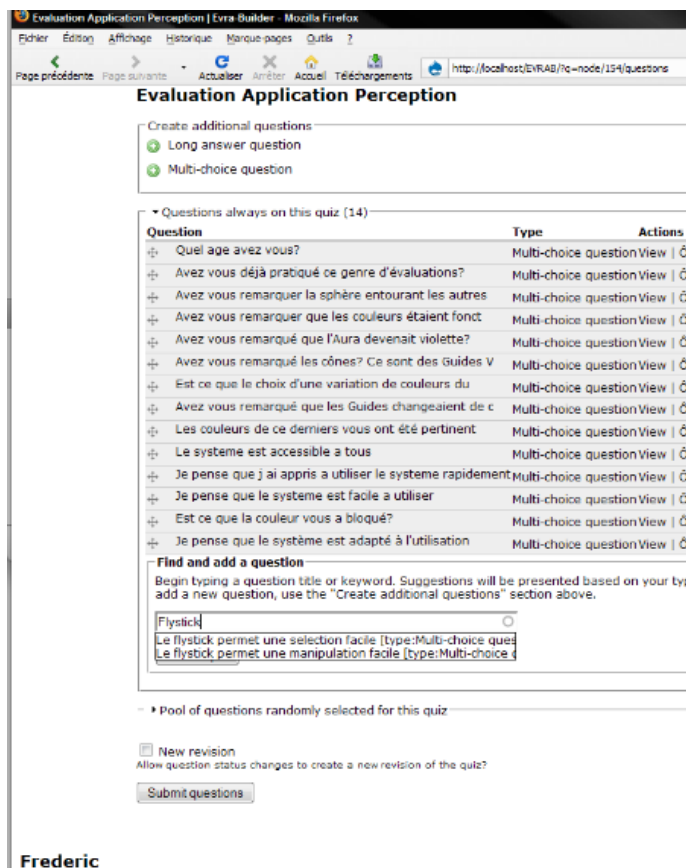 Evaluation Application Perception | Evra-Builder - Mozilla Firefox
Fichier Édition Affichage Historique Marque-pages Outils ?
Page précédente Page suivante Actualiser Arrêter Accueil Téléchargements http://localhost/EVRAB/?q=node/154/questions
Evaluation Application Perception
Create additional questions
Long answer question
Multi-choice question
Questions always on this quiz (14)
Question Type Actions
Quel age avez vous? Multi-choice question View |
Avez vous déjà pratiqué ce genre d'évaluations? Multi-choice question View |
Avez vous remarquer la sphère entourant les autres Multi-choice question View |
Avez vous remarquer que les couleurs étaient fonct Multi-choice question View |
Avez vous remarqué que l'Aura devenait violette? Multi-choice question View |
Avez vous remarqué les cônes? Ce sont des Guides V Multi-choice question View |
Est ce que le choix d'une variation de couleurs du Multi-choice question View |
Avez vous remarqué que les Guides changeaient de c Multi-choice question View |
Les couleurs de ce derniers vous ont été pertinent Multi-choice question View |
Le systeme est accessible a tous Multi-choice question View |
Je pense que j ai appris a utiliser le systeme rapidement Multi-choice question View |
Je pense que le systeme est facile a utiliser Multi-choice question View |
Est ce que la couleur vous a bloqué? Multi-choice question View |
Je pense que le système est adapté à l'utilisation Multi-choice question View |
Find and add a question
Begin typing a question title or keyword. Suggestions will be presented based on your typ
add a new question, use the "Create additional questions" section above.
Flystick
Le flystick permet une selection facile [type:Multi-choice ques
Le flystick permet une manipulation facile [type:Multi-choice q
Pool of questions randomly selected for this quiz
New revision
Allow question status changes to create a new revision of the quiz?
Submit questions
Frederic